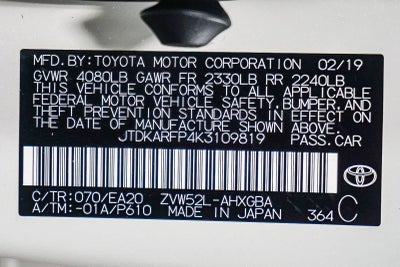 MFD.BY:TOYOTA MOTOR CORPORATION 02/19
GVWR 4080LB GAWR FR 2330LB RR 2240LB
THIS VEHICLE CONFORMS TO ALL APPLICABLE
FEDERAL MOTOR VEHICLE SAFETY,BUMPER,AND
THEFT PREVENTION STANDARDS IN EFFECT ON
THE DATE OF MANUFACTURE SHOWN ABOVE.
JTDKARFP4K3109819 PASS.CAR
C/TR:070/EA20 ZVW52L-AHXGBA
A/TM:-01A/P610 MADE IN JAPAN 364 C
TOYOTA